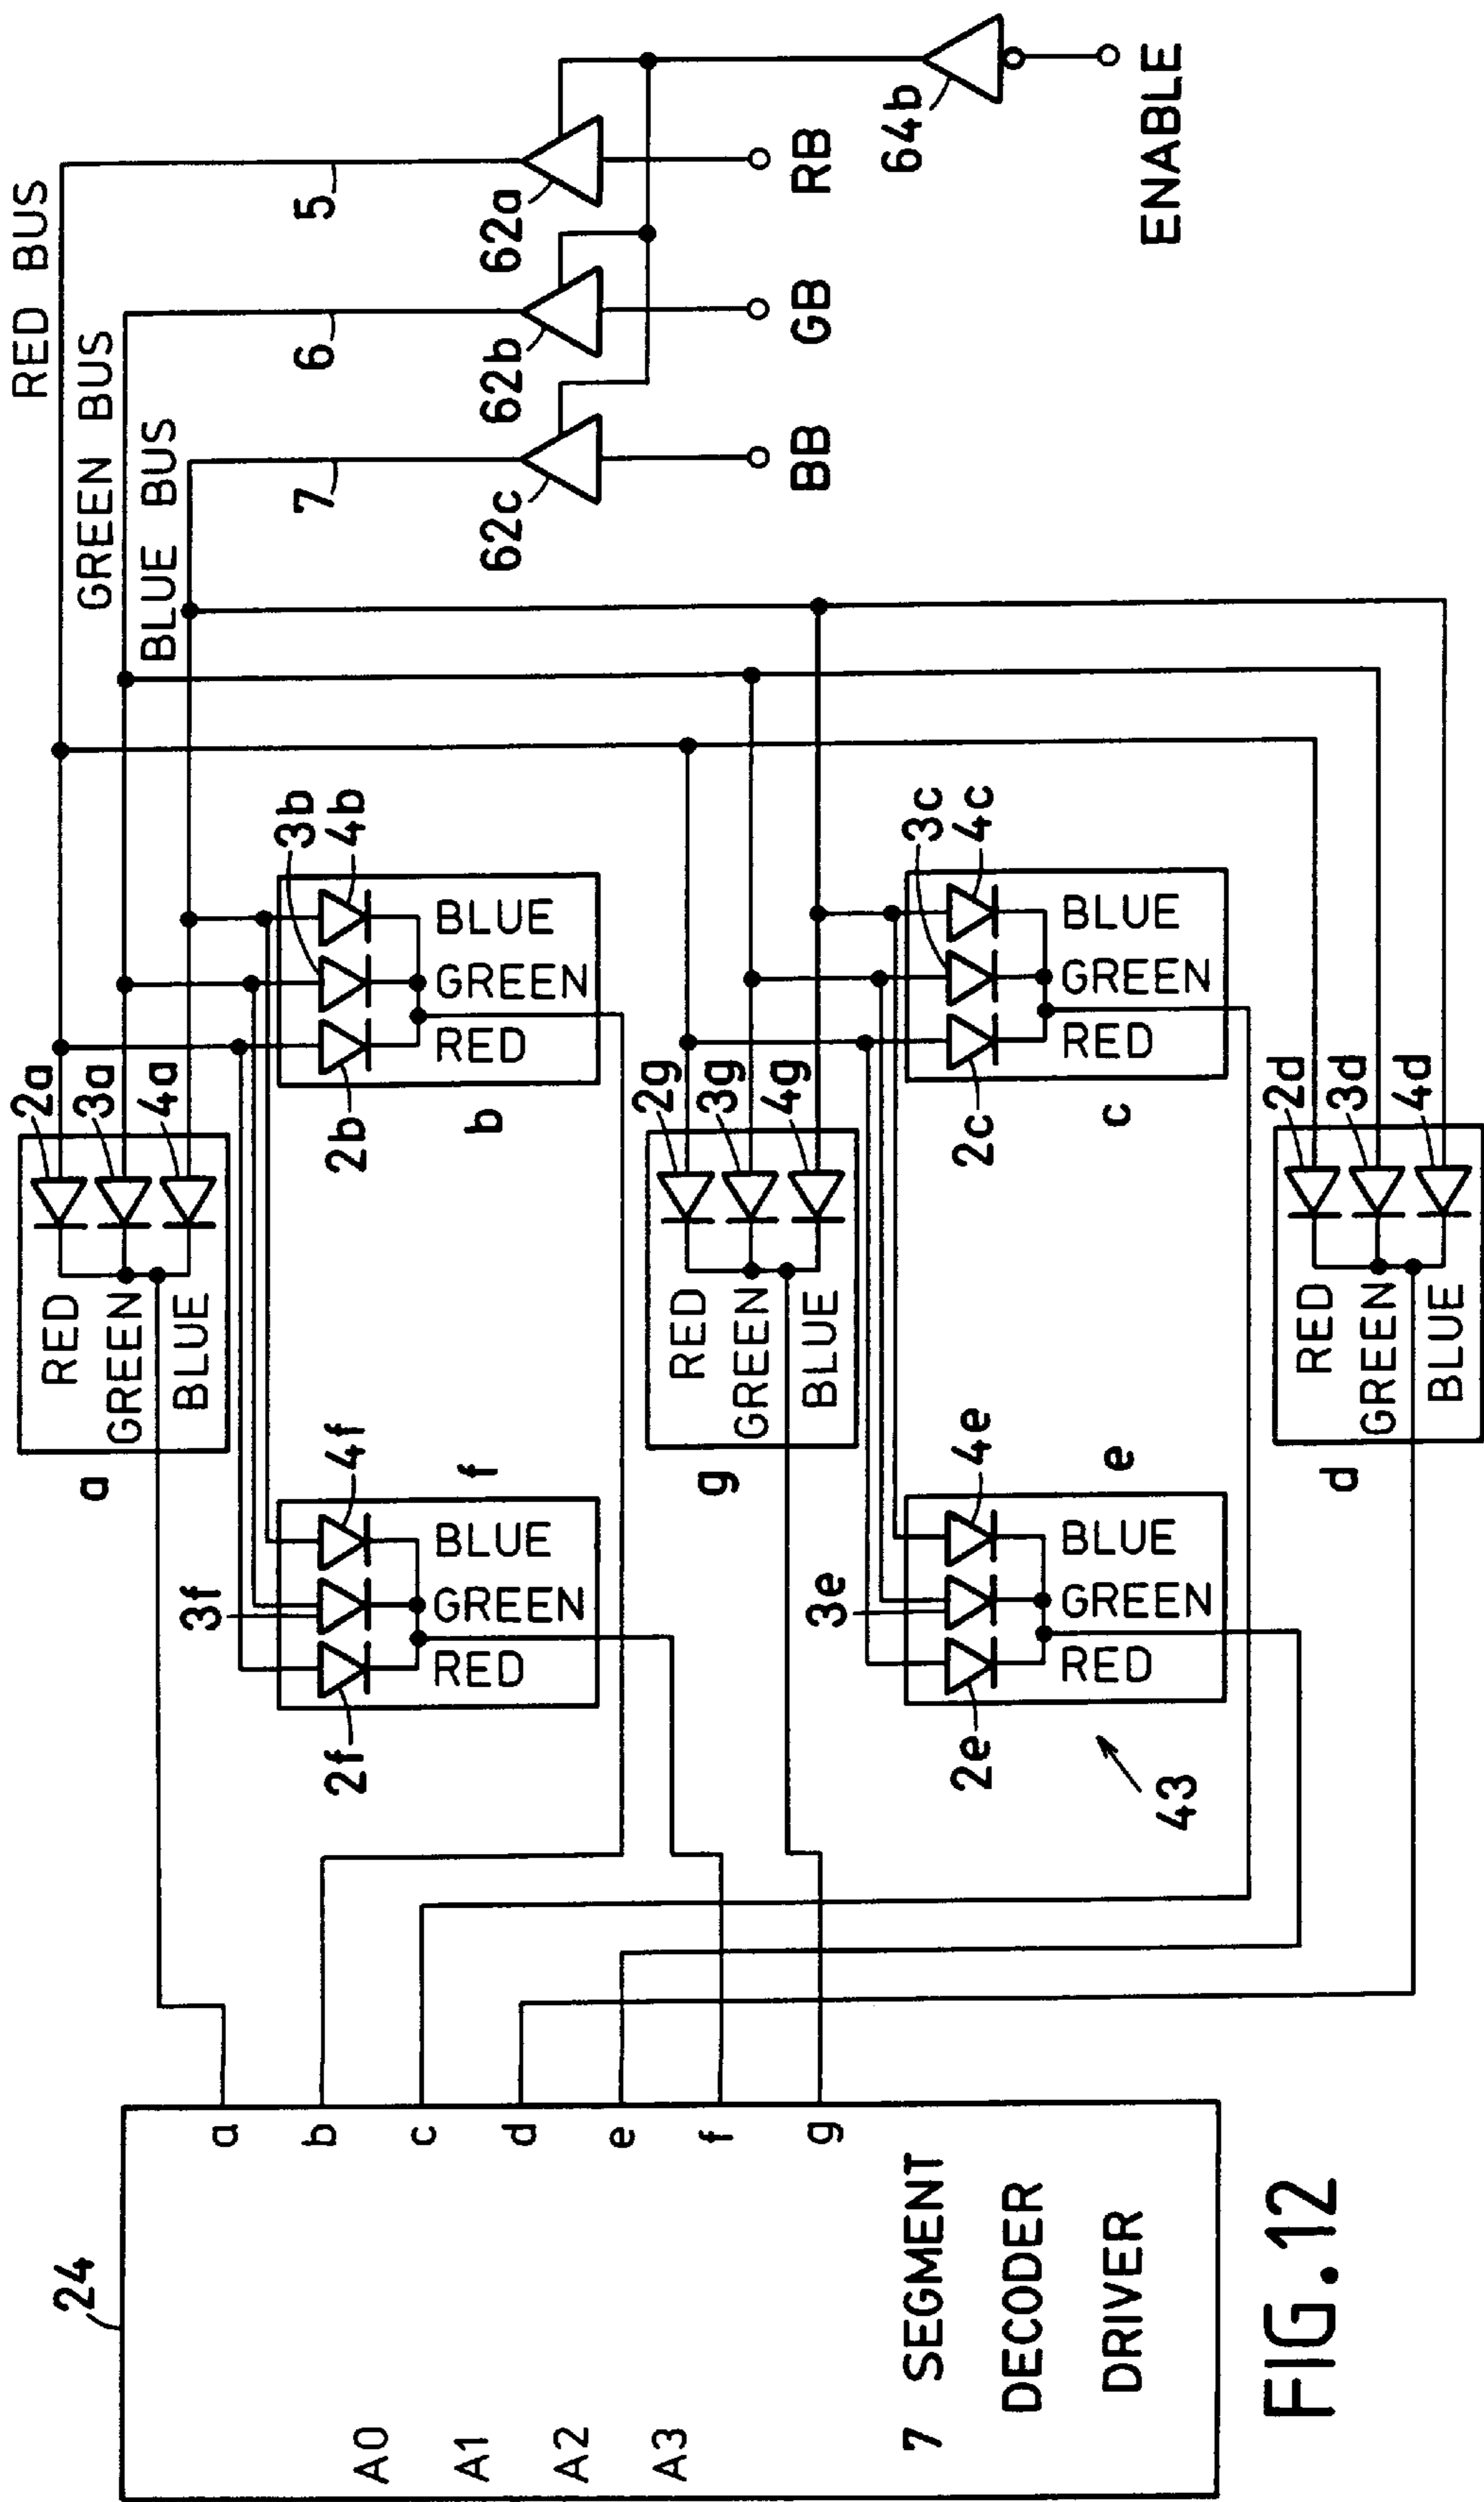 24
A0
A1
A2
A3
7 SEGMENT
DECODER
DRIVER
a
b
c
d
e
f
g
FIG. 12
a
RED
GREEN
BLUE
2a
3a
4a
f
2f
3f
4f
RED
GREEN
BLUE
b
2b
3b
4b
RED
GREEN
BLUE
g
RED
GREEN
BLUE
2g
3g
4g
e
2e
3e
4e
RED
GREEN
BLUE
43
c
2c
3c
4c
RED
GREEN
BLUE
d
RED
GREEN
BLUE
2d
3d
4d
RED BUS
GREEN BUS
BLUE BUS
7
6
5
62c
62b
62a
BB
GB
RB
64b
ENABLE